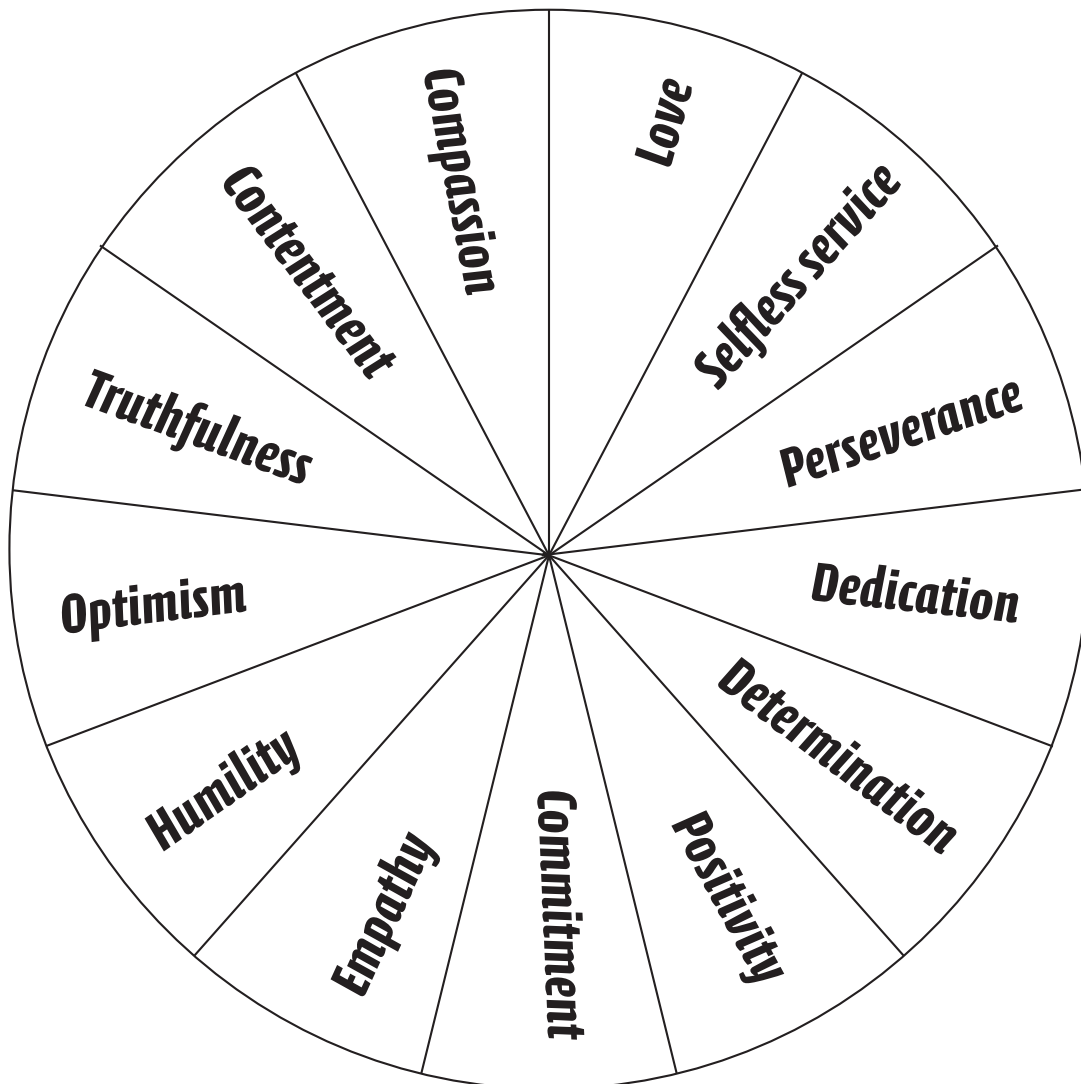 Love
Selfless service
Perseverance
Dedication
Determination
Positivity
Commitment
Empathy
Humility
Optimism
Truthfulness
Contentment
Compassion